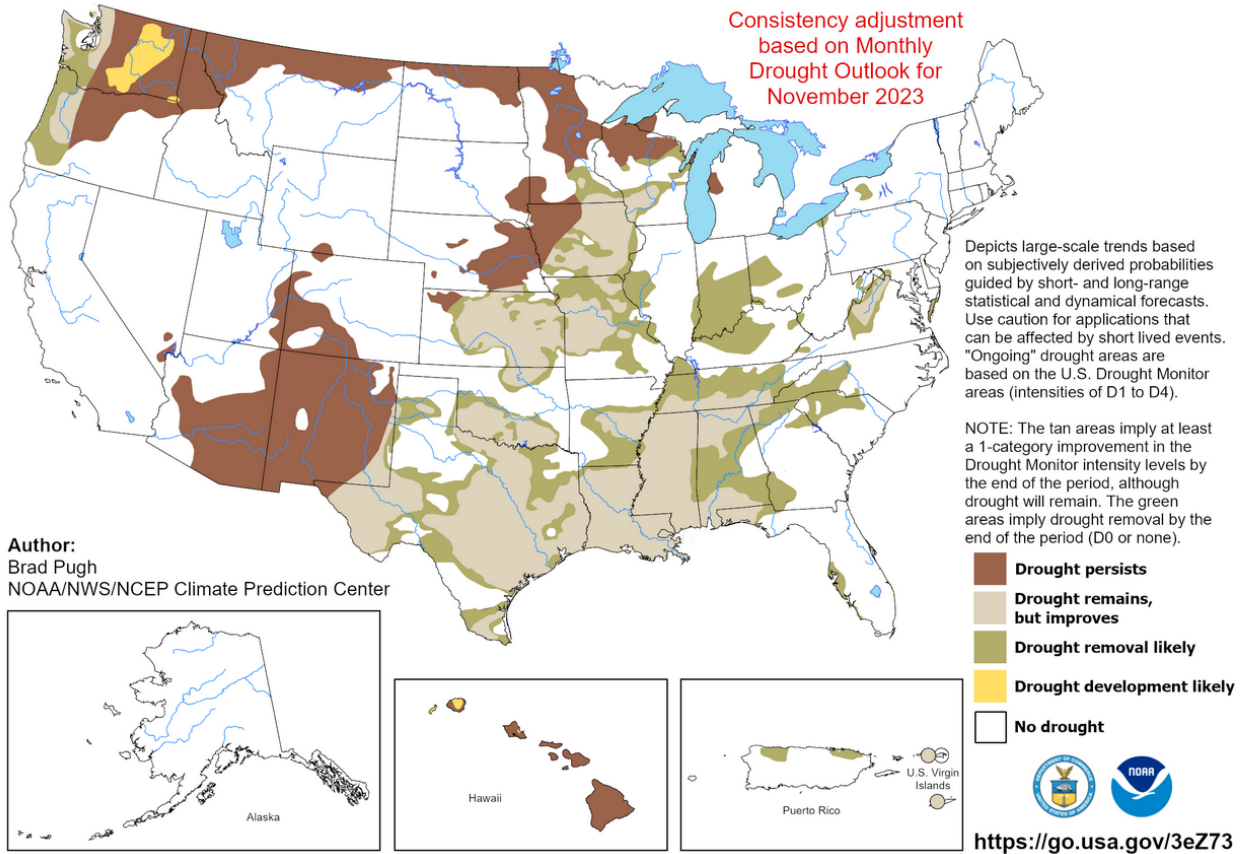 Consistency adjustment
based on Monthly
Drought Outlook for
November 2023
Depicts large-scale trends based
on subjectively derived probabilities
guided by short- and long-range
statistical and dynamical forecasts.
Use caution for applications that
can be affected by short lived events.
"Ongoing" drought areas are
based on the U.S. Drought Monitor
areas (intensities of D1 to D4).
NOTE: The tan areas imply at least
a 1-category improvement in the
Drought Monitor intensity levels by
the end of the period, although
drought will remain. The green
areas imply drought removal by the
end of the period (D0 or none).
Author:
Brad Pugh
NOAA/NWS/NCEP Climate Prediction Center
Drought persists
Drought remains,
but improves
Drought removal likely
Drought development likely
No drought
Alaska
Hawaii
Puerto Rico
U.S. Virgin
Islands
NOAA
https://go.usa.gov/3eZ73